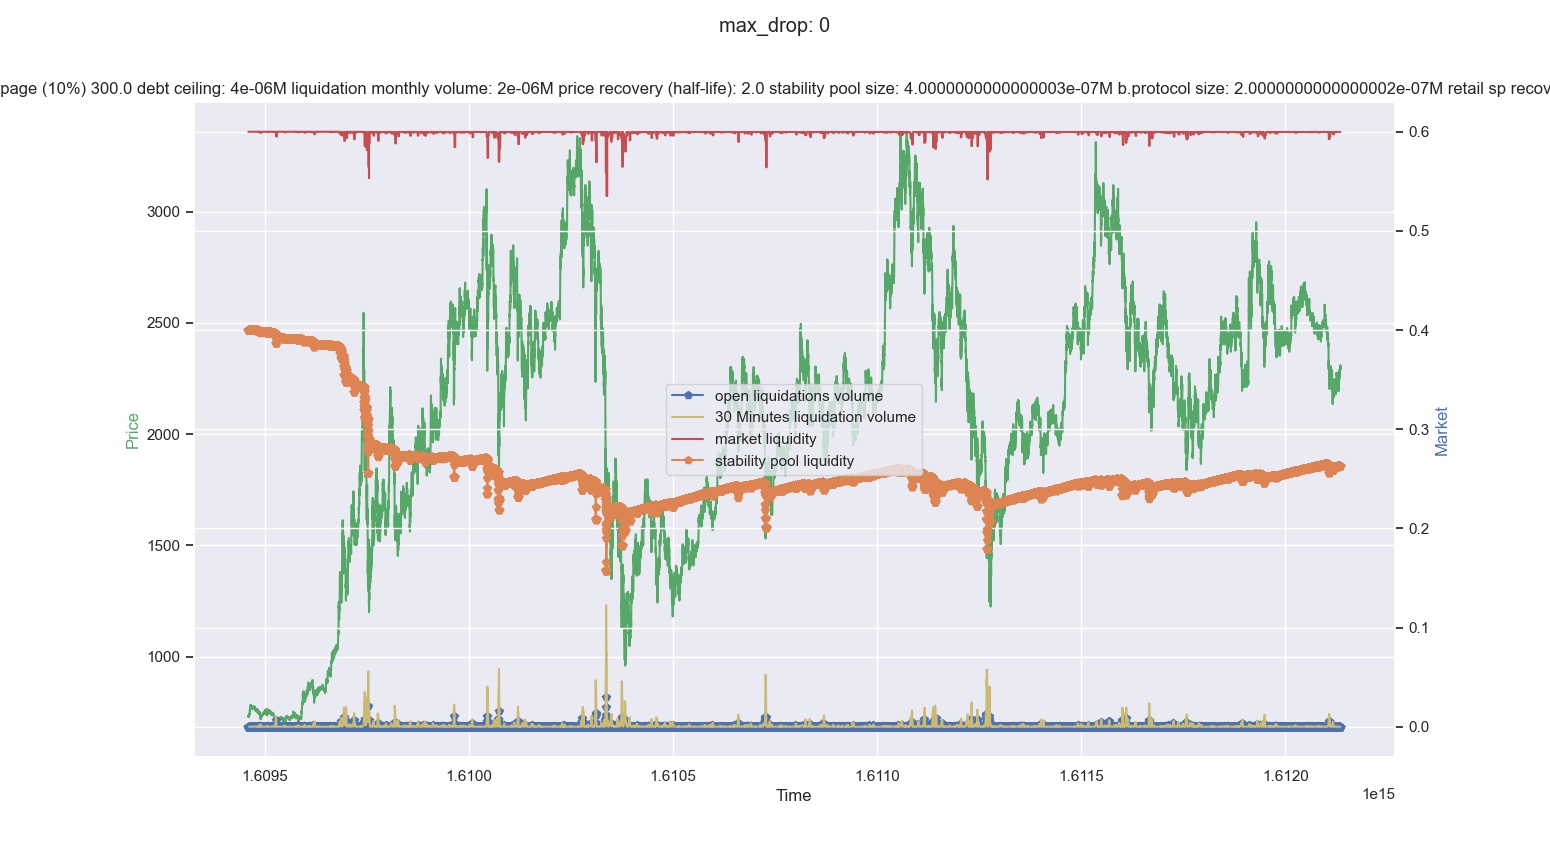 max_drop: 0
page (10%) 300.0 debt ceiling: 4e-06M liquidation monthly volume: 2e-06M price recovery (half-life): 2.0 stability pool size: 4.0000000000000003e-07M b.protocol size: 2.0000000000000002e-07M retail sp recov
0.6
3000
0.5
2500
0.4
open liquidations volume
30 Minutes liquidation volume
market liquidity
stability pool liquidity
Price
2000
0.3
Market
1500
0.2
1000
0.1
0.0
1.6095 1.6100 1.6105 1.6110 1.6115 1.6120
Time
1e15